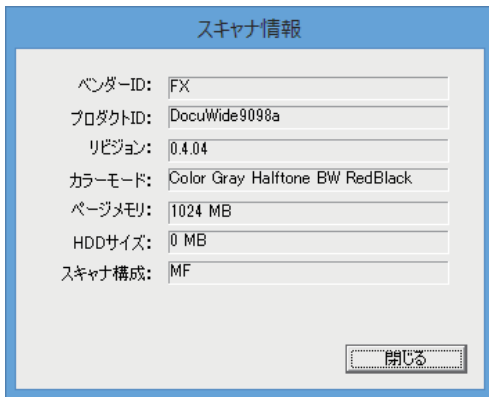 スキャナ情報
ベンダーID: FX
プロダクトID: DocuWide9098a
リビジョン: 0.4.04
カラーモード: Color Gray Halftone BW RedBlack
ページメモリ: 1024 MB
HDDサイズ: 0 MB
スキャナ構成: MF
閉じる